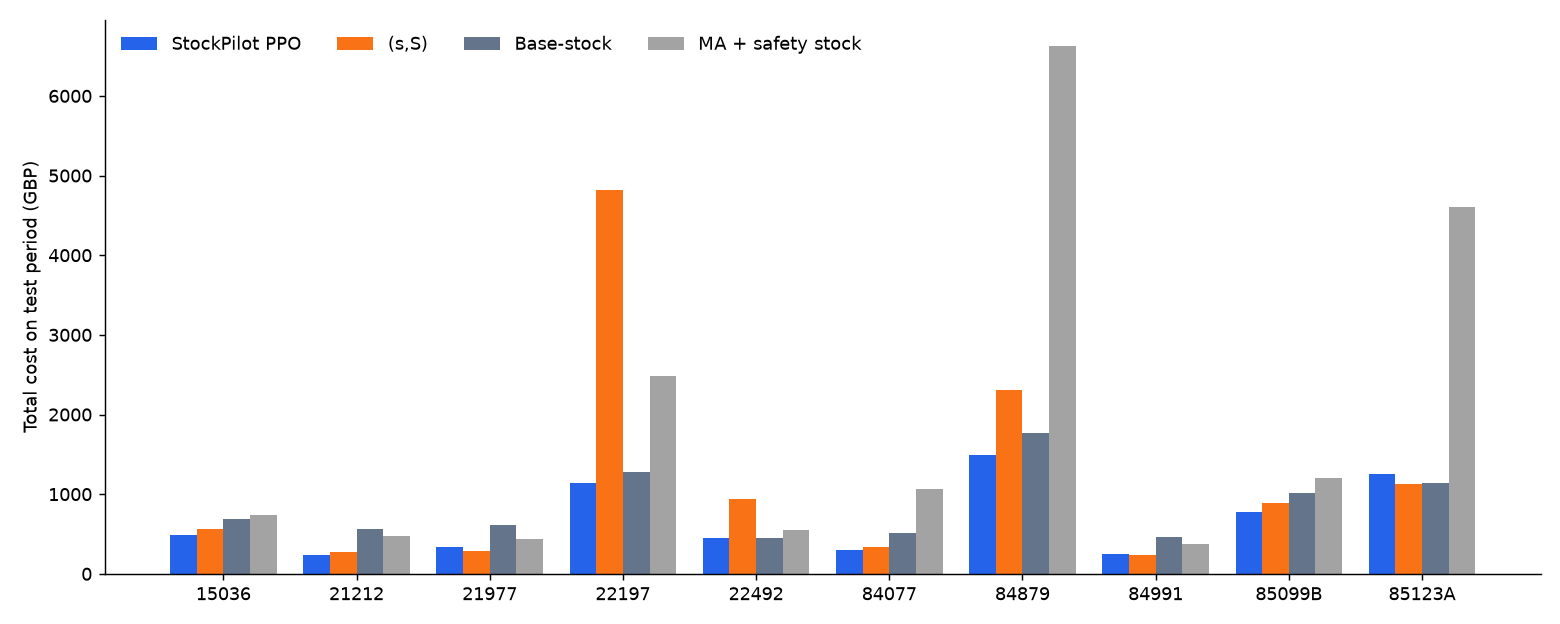 StockPilot PPO (s,S) Base-stock MA + safety stock
Total cost on test period (GBP)
6000
5000
4000
3000
2000
1000
0
15036 21212 21977 22197 22492 84077 84879 84991 85099B 85123A